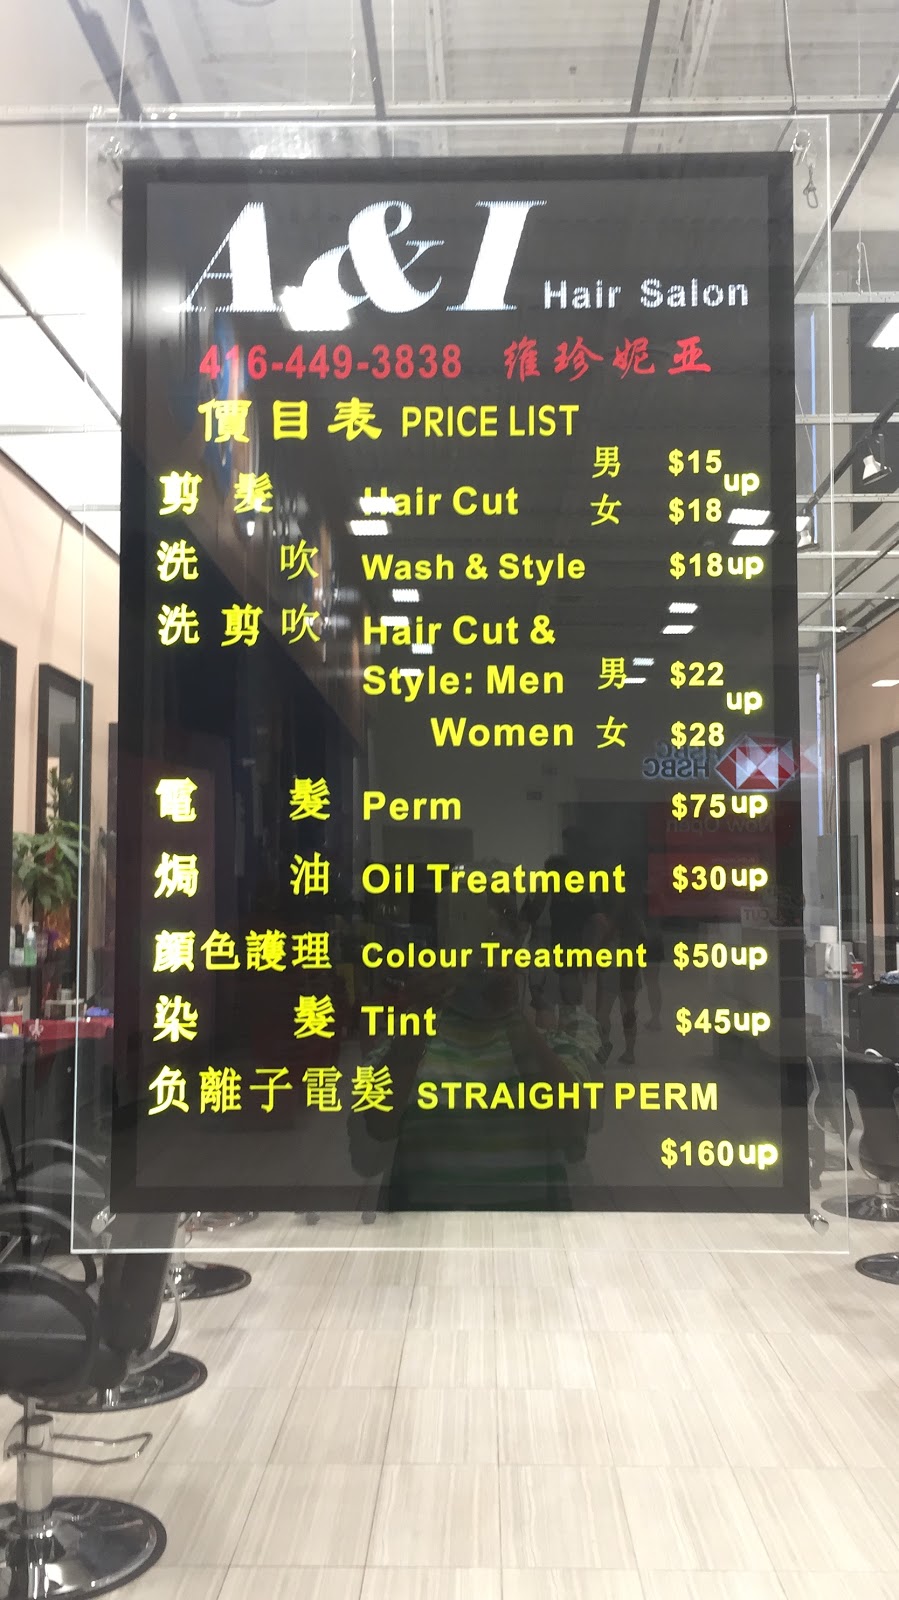 A&I Hair Salon
416-449-3838 維珍妮亚
價目表 PRICE LIST
剪髮 Hair Cut 男 $15 up
女 $18
洗吹 Wash & Style $18up
洗剪吹 Hair Cut &
Style: Men 男 $22 up
Women 女 $28
HSBC
電髮 Perm $75up
Now Open
焗油 Oil Treatment $30up
顏色護理 Colour Treatment $50up
染髮 Tint $45up
负離子電髮 STRAIGHT PERM
$160up